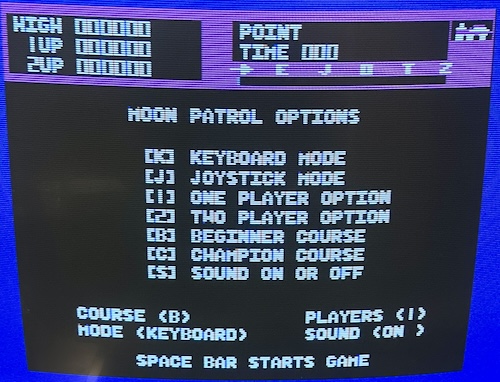 HIGH 000000
1UP 000000
2UP 000000
POINT
TIME 000
E J O T Z
MOON PATROL OPTIONS
[K] KEYBOARD MODE
[J] JOYSTICK MODE
[1] ONE PLAYER OPTION
[2] TWO PLAYER OPTION
[B] BEGINNER COURSE
[C] CHAMPION COURSE
[S] SOUND ON OR OFF
COURSE (B) PLAYERS (1)
MODE (KEYBOARD) SOUND (ON )
SPACE BAR STARTS GAME